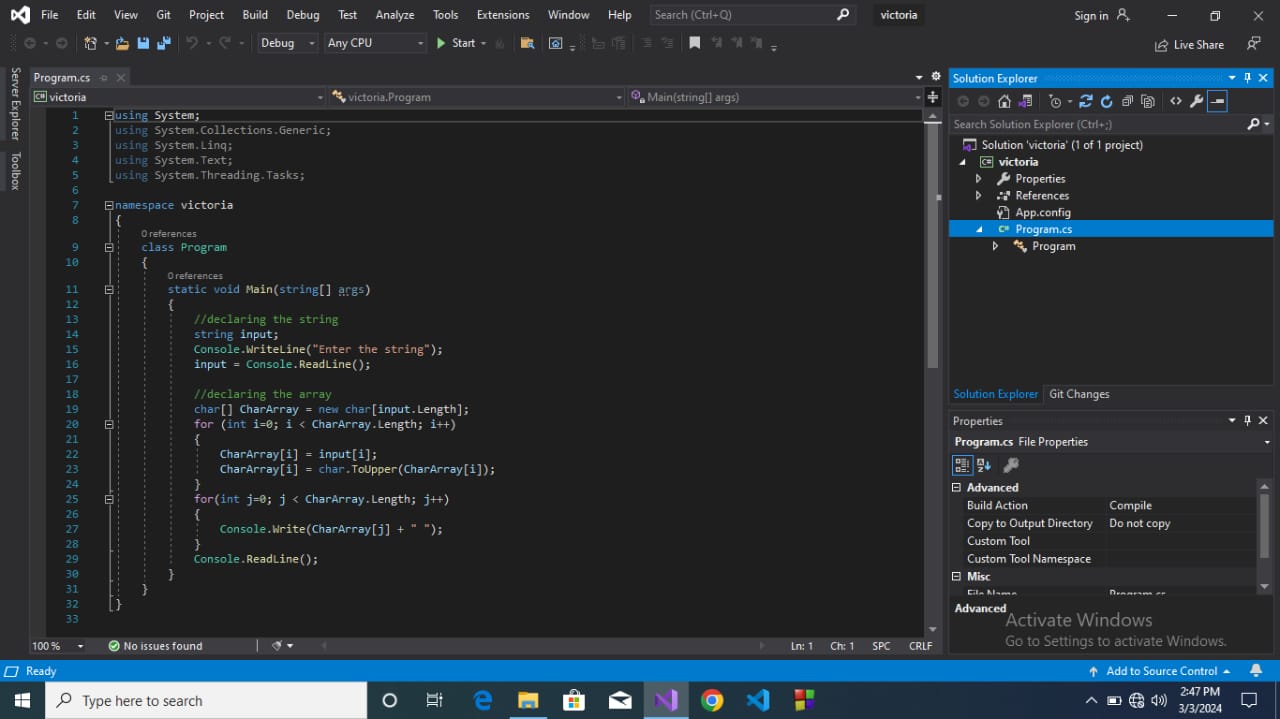 File Edit View Git Project Build Debug Test Analyze Tools Extensions Window Help Search (Ctrl+Q) victoria Sign in
Debug Any CPU Start Live Share
Server Explorer
Toolbox
Program.cs
victoria victoria.Program Main(string[] args)
1 using System;
2 using System.Collections.Generic;
3 using System.Linq;
4 using System.Text;
5 using System.Threading.Tasks;
6
7 namespace victoria
8 {
0 references
9 class Program
10 {
0 references
11 static void Main(string[] args)
12 {
13 //declaring the string
14 string input;
15 Console.WriteLine("Enter the string");
16 input = Console.ReadLine();
17
18 //declaring the array
19 char[] CharArray = new char[input.Length];
20 for (int i=0; i < CharArray.Length; i++)
21 {
22 CharArray[i] = input[i];
23 CharArray[i] = char.ToUpper(CharArray[i]);
24 }
25 for(int j=0; j < CharArray.Length; j++)
26 {
27 Console.Write(CharArray[j] + " ");
28 }
29 Console.ReadLine();
30 }
31 }
32 }
33
100 % No issues found Ln: 1 Ch: 1 SPC CRLF
Solution Explorer
Search Solution Explorer (Ctrl+;)
Solution 'victoria' (1 of 1 project)
victoria
Properties
References
App.config
Program.cs
Program
Solution Explorer Git Changes
Properties
Program.cs File Properties
Advanced
Build Action Compile
Copy to Output Directory Do not copy
Custom Tool
Custom Tool Namespace
Misc
File Name Program.cs
Advanced
Activate Windows
Go to Settings to activate Windows.
Ready Add to Source Control
Type here to search
2:47 PM
3/3/2024